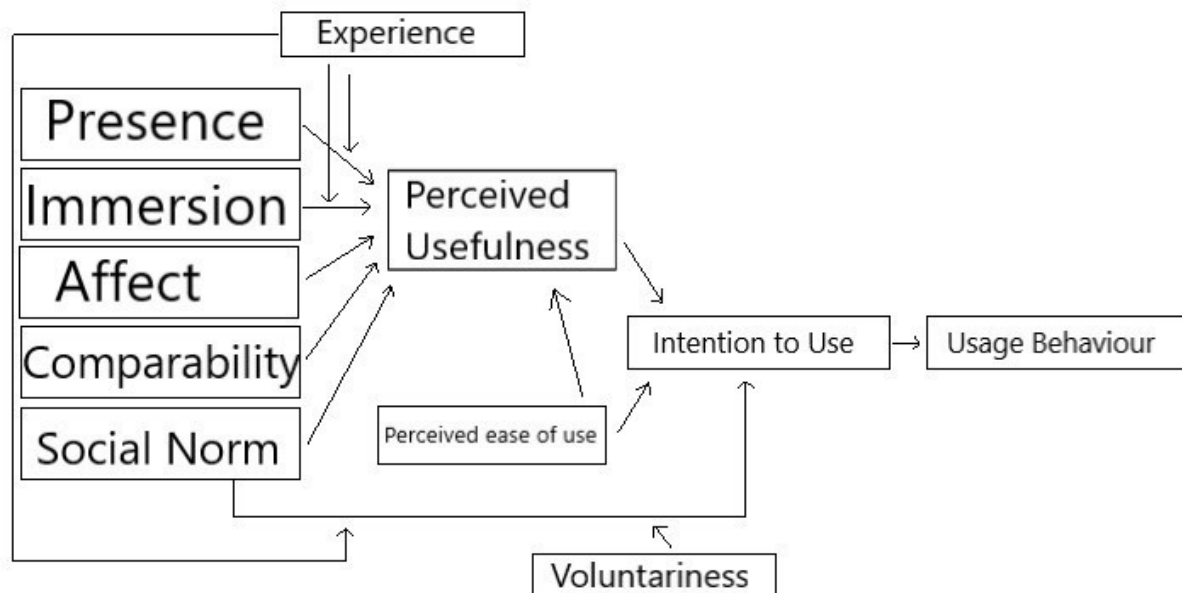 Experience
Presence
Immersion
Affect
Comparability
Social Norm
Perceived
Usefulness
Perceived ease of use
Intention to Use
Usage Behaviour
Voluntariness